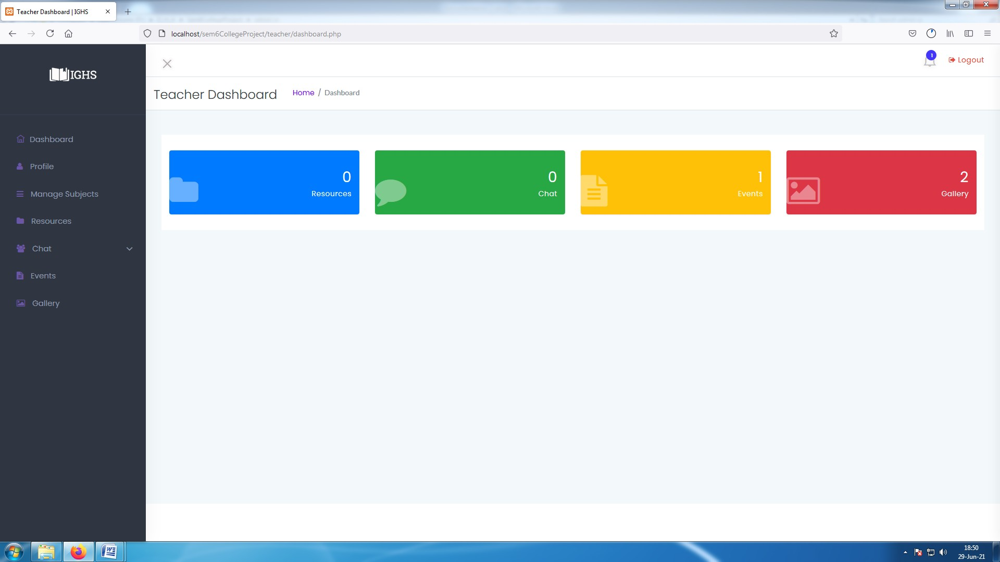 Teacher Dashboard | IGHS
localhost/sem6CollegeProject/teacher/dashboard.php
IGHS
1
Logout
Teacher Dashboard
Home / Dashboard
Dashboard
Profile
Manage Subjects
Resources
Chat
Events
Gallery
0
Resources
0
Chat
1
Events
2
Gallery
18:50
29-Jun-21